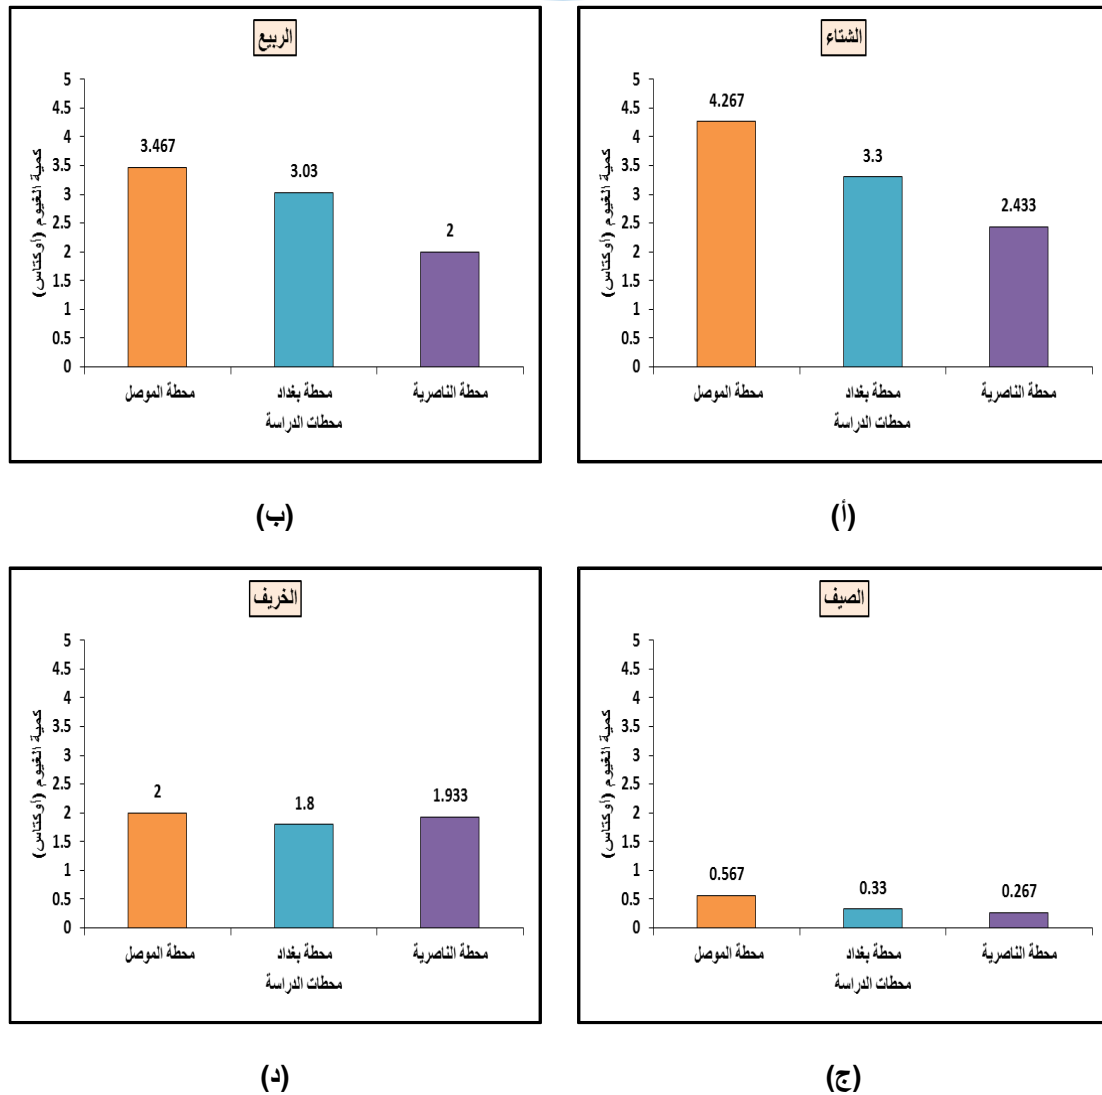 الشتاء
كمية الغيوم (أوكتاس)
5
4.5
4
3.5
3
2.5
2
1.5
1
0.5
0
4.267
3.3
2.433
محطة الموصل
محطة بغداد
محطة الناصرية
محطات الدراسة
(أ)
الربيع
كمية الغيوم (أوكتاس)
5
4.5
4
3.5
3
2.5
2
1.5
1
0.5
0
3.467
3.03
2
محطة الموصل
محطة بغداد
محطة الناصرية
محطات الدراسة
(ب)
الصيف
كمية الغيوم (أوكتاس)
5
4.5
4
3.5
3
2.5
2
1.5
1
0.5
0
0.567
0.33
0.267
محطة الموصل
محطة بغداد
محطة الناصرية
محطات الدراسة
(ج)
الخريف
كمية الغيوم (أوكتاس)
5
4.5
4
3.5
3
2.5
2
1.5
1
0.5
0
2
1.8
1.933
محطة الموصل
محطة بغداد
محطة الناصرية
محطات الدراسة
(د)